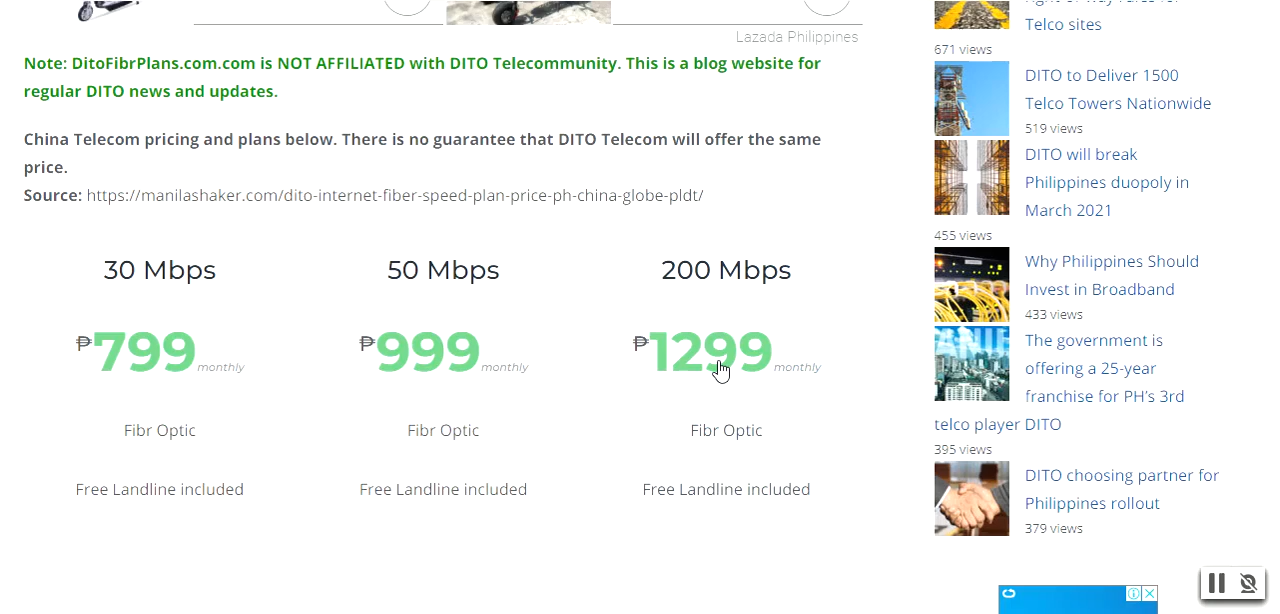 Lazada Philippines
Note: DitoFibrPlans.com.com is NOT AFFILIATED with DITO Telecommunity. This is a blog website for
regular DITO news and updates.
China Telecom pricing and plans below. There is no guarantee that DITO Telecom will offer the same
price.
Source: https://manilashaker.com/dito-internet-fiber-speed-plan-price-ph-china-globe-pldt/
30 Mbps
₱799 monthly
Fibr Optic
Free Landline included
50 Mbps
₱999 monthly
Fibr Optic
Free Landline included
200 Mbps
₱1299 monthly
Fibr Optic
Free Landline included
Telco sites
671 views
DITO to Deliver 1500
Telco Towers Nationwide
519 views
DITO will break
Philippines duopoly in
March 2021
455 views
Why Philippines Should
Invest in Broadband
433 views
The government is
offering a 25-year
franchise for PH’s 3rd
telco player DITO
395 views
DITO choosing partner for
Philippines rollout
379 views